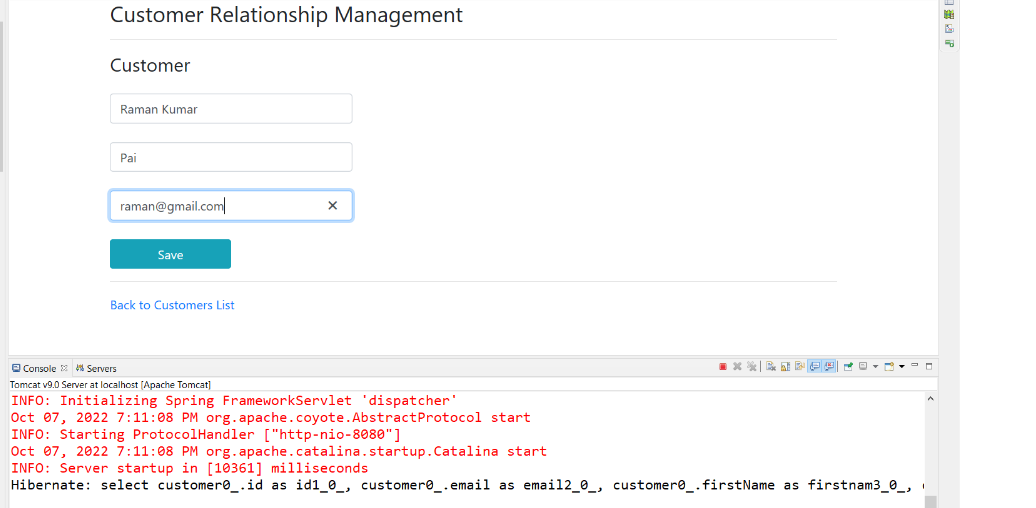 Customer Relationship Management
Customer
Raman Kumar
Pai
raman@gmail.com
Save
Back to Customers List
Console Servers
Tomcat v9.0 Server at localhost [Apache Tomcat]
INFO: Initializing Spring FrameworkServlet 'dispatcher'
Oct 07, 2022 7:11:08 PM org.apache.coyote.AbstractProtocol start
INFO: Starting ProtocolHandler ["http-nio-8080"]
Oct 07, 2022 7:11:08 PM org.apache.catalina.startup.Catalina start
INFO: Server startup in [10361] milliseconds
Hibernate: select customer0_.id as id1_0_, customer0_.email as email2_0_, customer0_.firstName as firstnam3_0_,